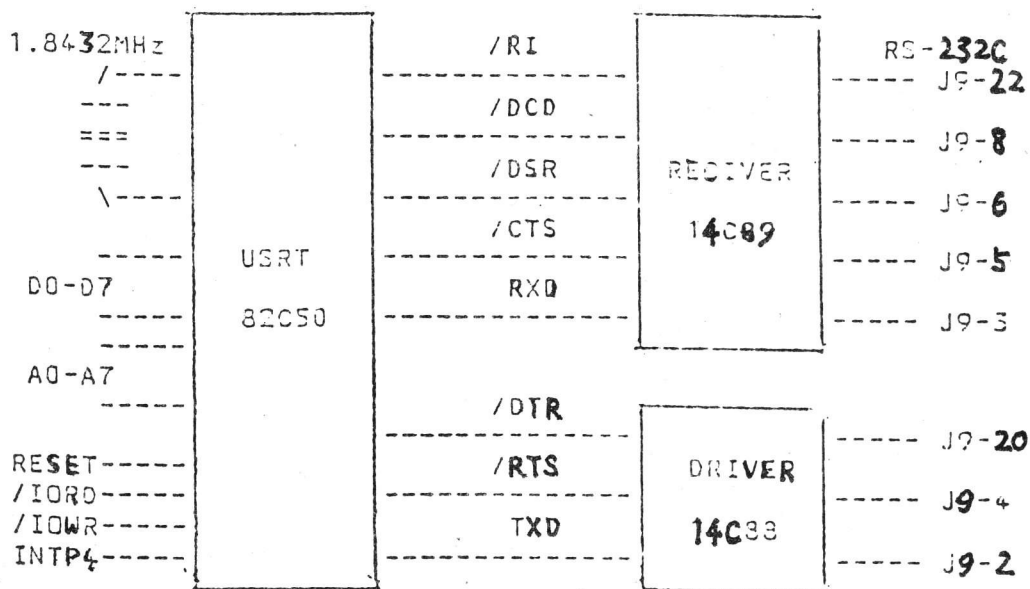 1.8432MHz /RI RS-232C
/---- ---- J9-22
--- /DCD
=== ---- J9-8
--- /DSR RECIVER
\---- ---- J9-6
/CTS 14C89
---- USRT ---- J9-5
D0-D7 RXD
---- 82C50 ---- J9-3
----
A0-A7
---- /DTR
---- J9-20
RESET---- /RTS DRIVER
/IORD---- ---- J9-4
/IOWR---- TXD 14C88
INTP4---- ---- J9-2